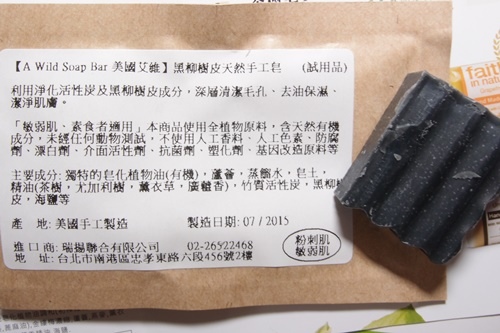 【A Wild Soap Bar 美國艾維】黑柳樹皮天然手工皂 (試用品)
利用淨化活性炭及黑柳樹皮成分，深層清潔毛孔、去油保濕、
潔淨肌膚。
「敏弱肌、素食者適用」本商品使用全植物原料，含天然有機
成分，未經任何動物測試，不使用人工香料、人工色素、防腐
劑、漂白劑、介面活性劑、抗菌劑、塑化劑、基因改造原料等
主要成分: 獨特的皂化植物油(有機)，蘆薈，蒸餾水，皂土，
精油(茶樹，尤加利樹，薰衣草，廣藿香)，竹質活性炭，黑柳樹
皮，海鹽等
產 地: 美國手工製造 製造日期: 07 / 2015
進口商: 瑞揚聯合有限公司 02-26522468
地 址: 台北市南港區忠孝東路六段456號2樓
粉刺肌
敏弱肌
faith
in nature